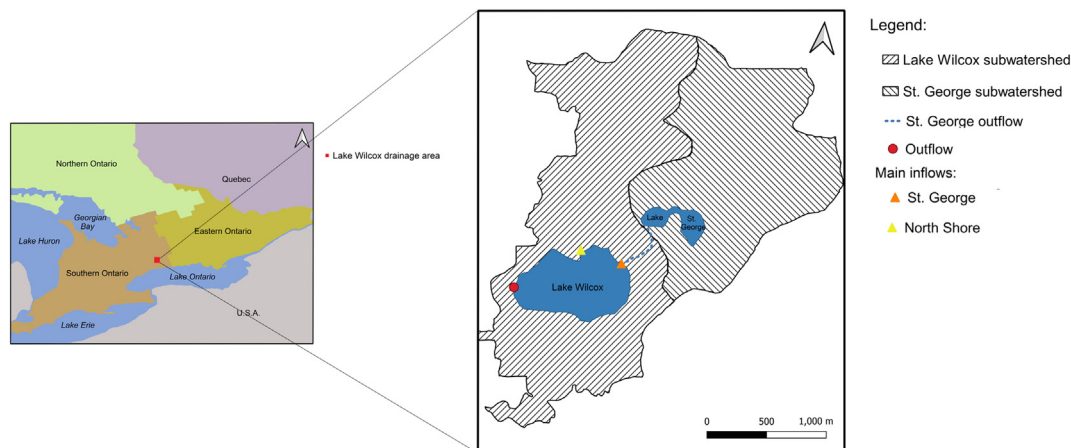 Northern Ontario
Quebec
Georgian
Bay
Lake Huron
Eastern Ontario
Southern Ontario
Lake Ontario
U.S.A.
Lake Erie
Lake Wilcox drainage area
Lake
St.
George
Lake Wilcox
0 500 1,000 m
Legend:
Lake Wilcox subwatershed
St. George subwatershed
St. George outflow
Outflow
Main inflows:
St. George
North Shore